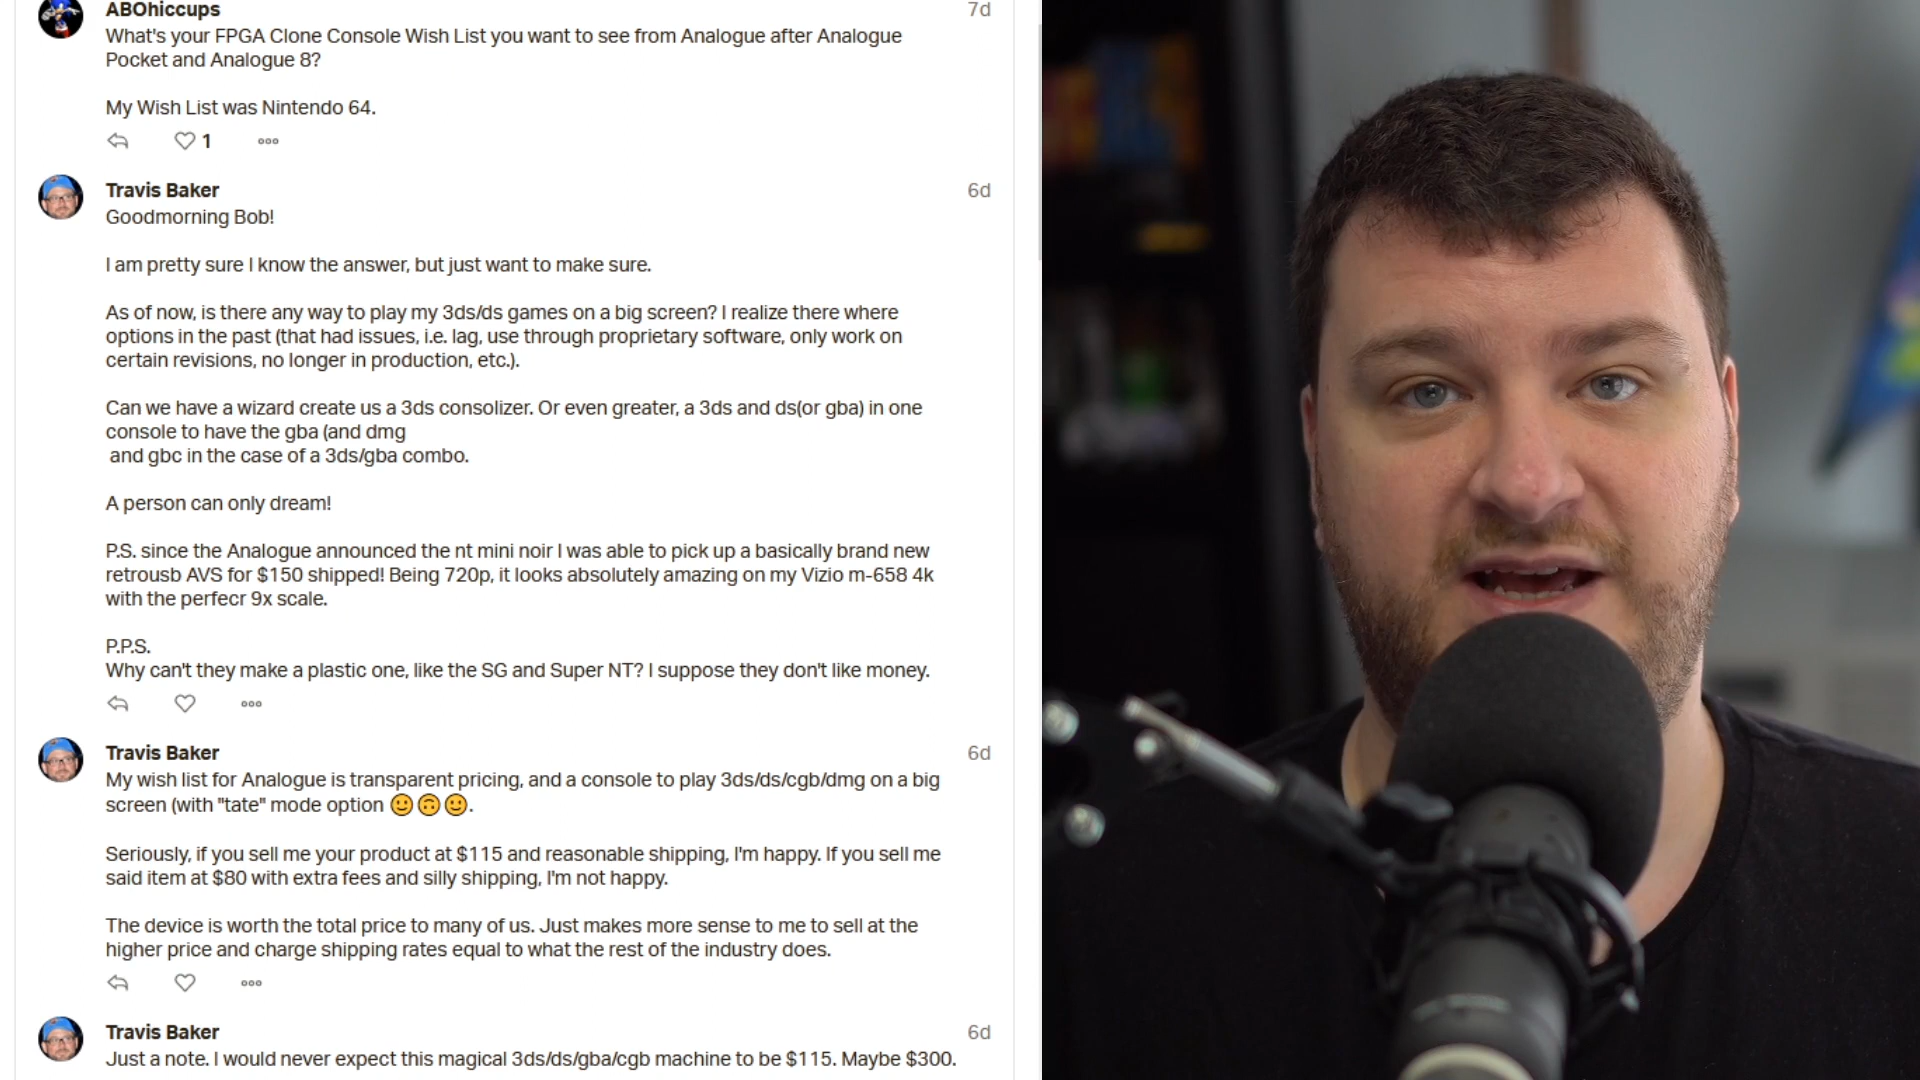 ABOhiccups
7d
What's your FPGA Clone Console Wish List you want to see from Analogue after Analogue
Pocket and Analogue 8?
My Wish List was Nintendo 64.
1
Travis Baker
6d
Goodmorning Bob!
I am pretty sure I know the answer, but just want to make sure.
As of now, is there any way to play my 3ds/ds games on a big screen? I realize there where
options in the past (that had issues, i.e. lag, use through proprietary software, only work on
certain revisions, no longer in production, etc.).
Can we have a wizard create us a 3ds consolizer. Or even greater, a 3ds and ds(or gba) in one
console to have the gba (and dmg
and gbc in the case of a 3ds/gba combo.
A person can only dream!
P.S. since the Analogue announced the nt mini noir I was able to pick up a basically brand new
retrousb AVS for $150 shipped! Being 720p, it looks absolutely amazing on my Vizio m-658 4k
with the perfecr 9x scale.
P.P.S.
Why can't they make a plastic one, like the SG and Super NT? I suppose they don't like money.
Travis Baker
6d
My wish list for Analogue is transparent pricing, and a console to play 3ds/ds/cgb/dmg on a big
screen (with "tate" mode option 🙂🙃🙂.
Seriously, if you sell me your product at $115 and reasonable shipping, I'm happy. If you sell me
said item at $80 with extra fees and silly shipping, I'm not happy.
The device is worth the total price to many of us. Just makes more sense to me to sell at the
higher price and charge shipping rates equal to what the rest of the industry does.
Travis Baker
6d
Just a note. I would never expect this magical 3ds/ds/gba/cgb machine to be $115. Maybe $300.